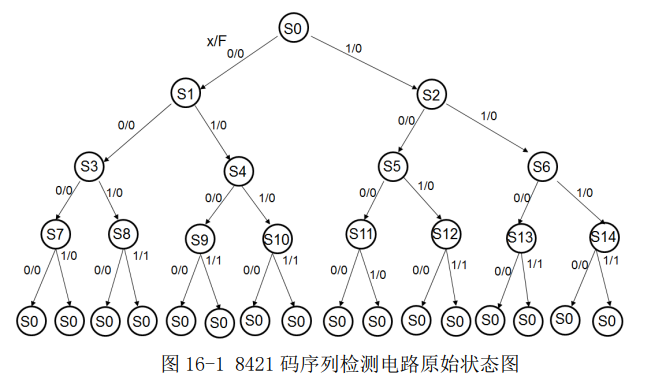 S0
x/F
0/0 1/0
S1 S2
0/0 1/0 0/0 1/0
S3 S4 S5 S6
0/0 1/0 0/0 1/0 0/0 1/0 0/0 1/0
S7 S8 S9 S10 S11 S12 S13 S14
0/0 1/0 0/0 1/1 0/0 1/1 0/0 1/1 0/0 1/0 0/0 1/1 0/0 1/1 0/0 1/1
S0 S0 S0 S0 S0 S0 S0 S0 S0 S0 S0 S0 S0 S0 S0 S0
图 16-1 8421 码序列检测电路原始状态图